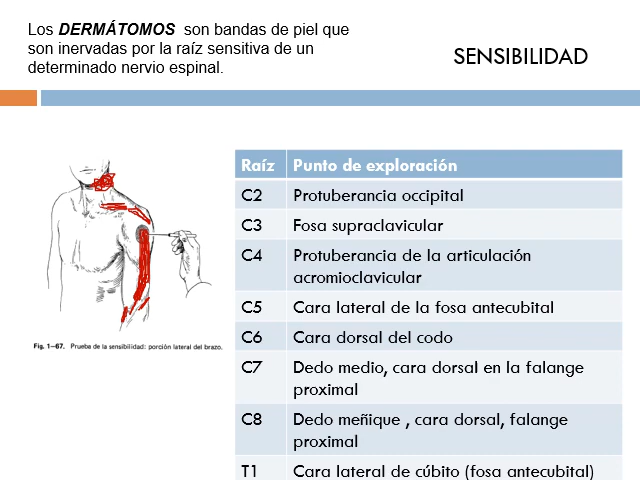 Los DERMÁTOMOS son bandas de piel que
son inervadas por la raíz sensitiva de un
determinado nervio espinal.
SENSIBILIDAD
Raíz Punto de exploración
C2 Protuberancia occipital
C3 Fosa supraclavicular
C4 Protuberancia de la articulación
acromioclavicular
C5 Cara lateral de la fosa antecubital
C6 Cara dorsal del codo
C7 Dedo medio, cara dorsal en la falange
proximal
C8 Dedo meñique , cara dorsal, falange
proximal
T1 Cara lateral de cúbito (fosa antecubital)
Fig. 1-67. Prueba de la sensibilidad: porción lateral del brazo.